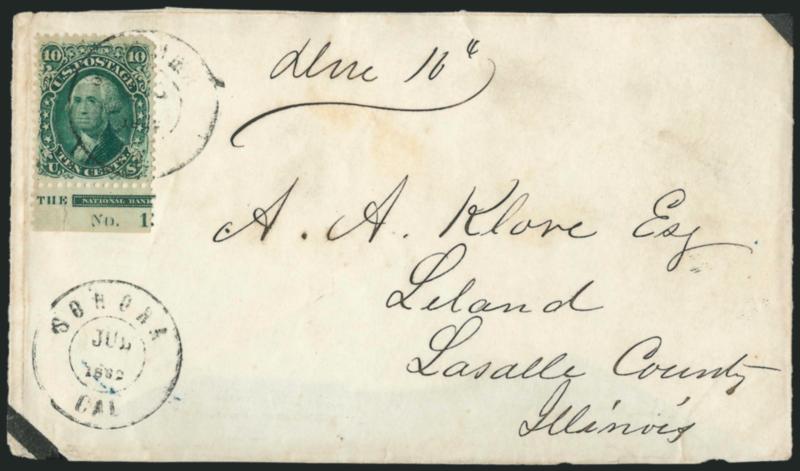 10 10
U.S. POSTAGE
TEN CENTS
U S
THE NATIONAL BANK
No. 1
Due 10
A. A. Klove Esq
Leland
Lasalle County
Illinois
SONORA
JUL
1862
CAL